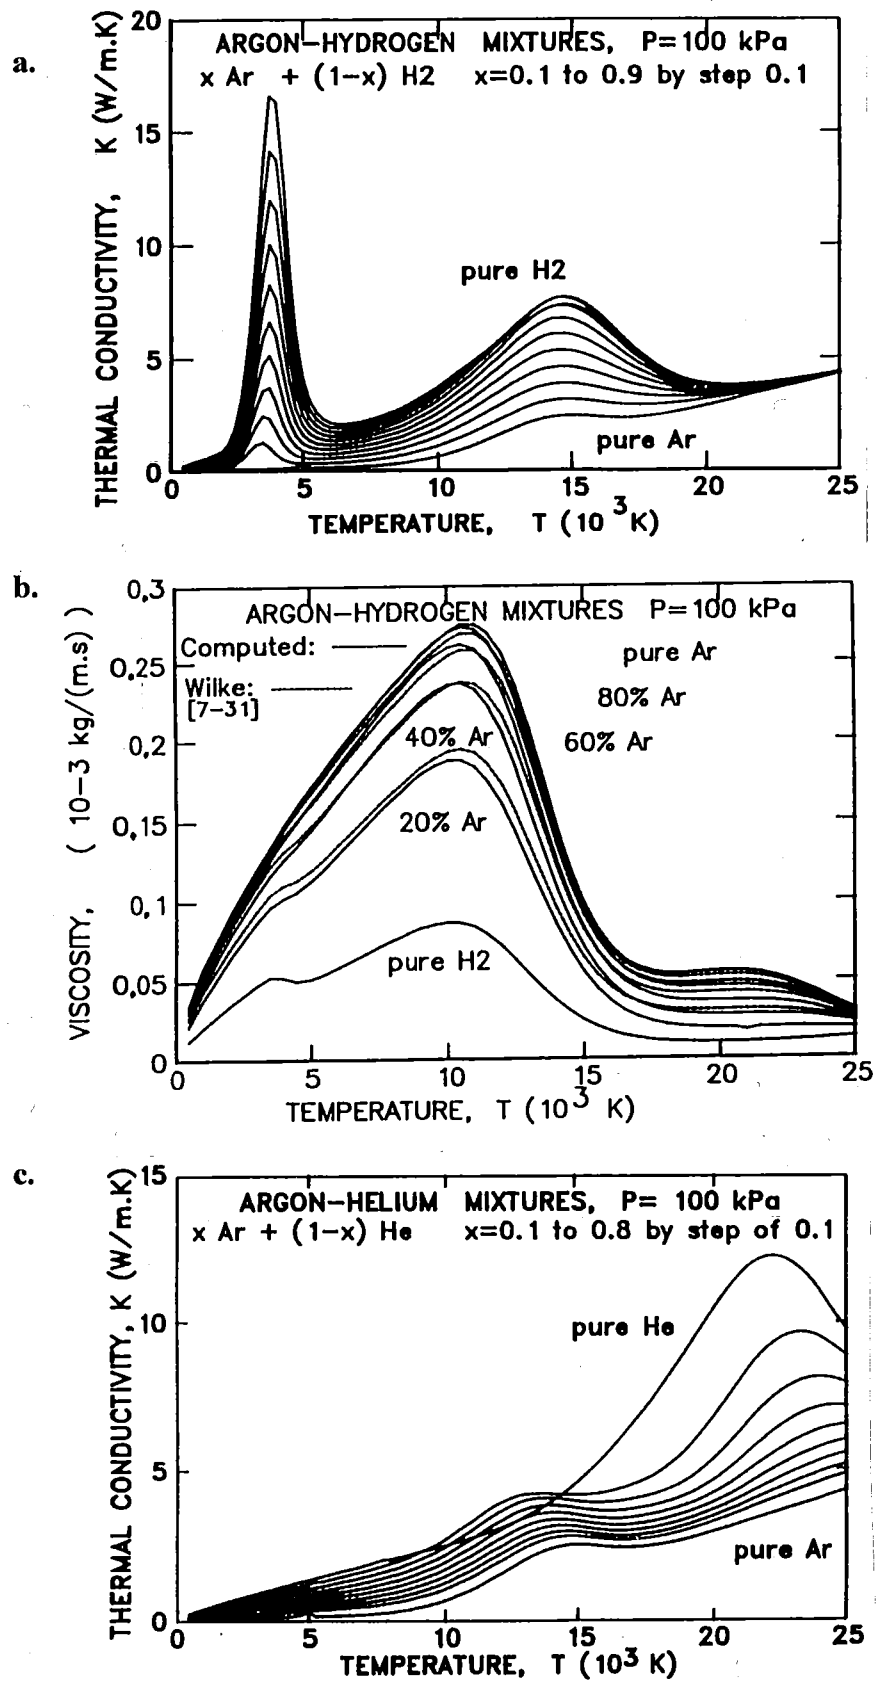 a.
THERMAL CONDUCTIVITY, K (W/m.K)
20
15
10
5
0
ARGON-HYDROGEN MIXTURES, P=100 kPa
x Ar + (1-x) H2 x=0.1 to 0.9 by step 0.1
pure H2
pure Ar
0 5 10 15 20 25
TEMPERATURE, T (10³K)
b.
VISCOSITY, ( 10-3 kg/(m.s) )
0,3
0,25
0,2
0,15
0,1
0,05
0
ARGON-HYDROGEN MIXTURES P=100 kPa
Computed:
Wilke:
[7-31]
pure Ar
80% Ar
60% Ar
40% Ar
20% Ar
pure H2
0 5 10 15 20 25
TEMPERATURE, T (10³ K)
c.
THERMAL CONDUCTIVITY, K (W/m.K)
15
10
5
0
ARGON-HELIUM MIXTURES, P= 100 kPa
x Ar + (1-x) He x=0.1 to 0.8 by step of 0.1
pure He
pure Ar
0 5 10 15 20 25
TEMPERATURE, T (10³ K)